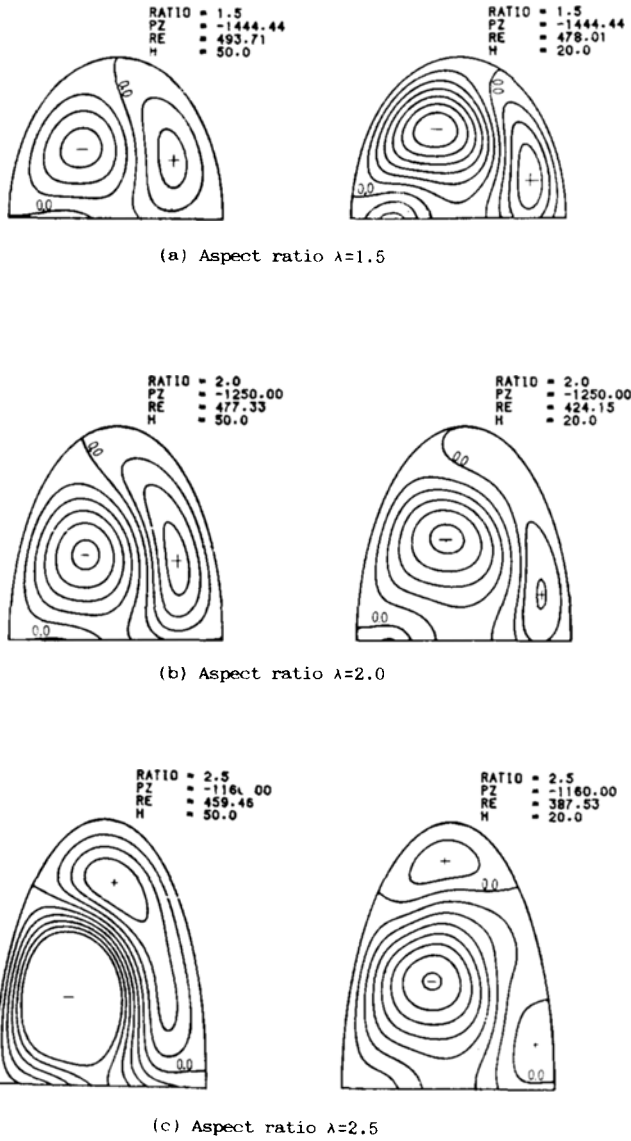 RATIO = 1.5
PZ = -1444.44
RE = 493.71
H = 50.0
0.0
-
+
0.0
RATIO = 1.5
PZ = -1444.44
RE = 478.01
H = 20.0
0.0
-
+
0.0
(a) Aspect ratio λ=1.5
RATIO = 2.0
PZ = -1250.00
RE = 477.33
H = 50.0
0.0
-
+
0.0
RATIO = 2.0
PZ = -1250.00
RE = 424.15
H = 20.0
0.0
-
+
0.0
(b) Aspect ratio λ=2.0
RATIO = 2.5
PZ =
RE = 459.46
H = 50.0
+
-
0.0
RATIO = 2.5
PZ = -1160.00
RE = 387.53
H = 20.0
+
0.0
-
+
0.0
(c) Aspect ratio λ=2.5